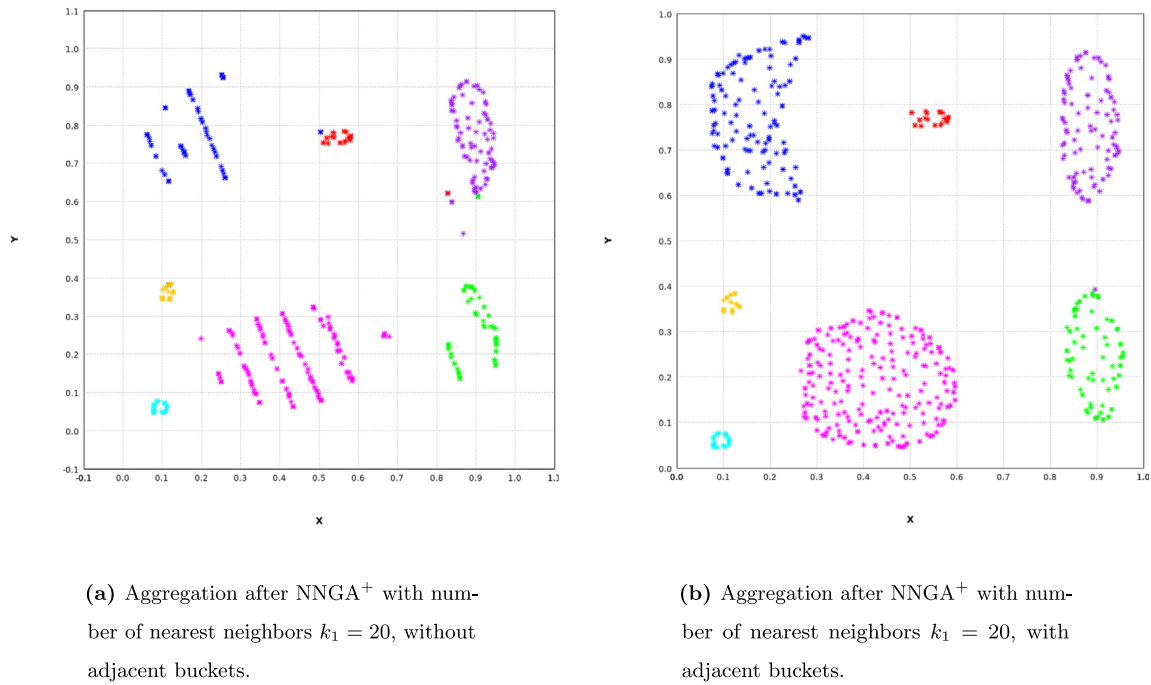 1.1
1.0
0.9
0.8
0.7
0.6
0.5
0.4
0.3
0.2
0.1
0.0
-0.1
Y
-0.1 0.0 0.1 0.2 0.3 0.4 0.5 0.6 0.7 0.8 0.9 1.0 1.1
X
(a) Aggregation after NNGA+ with num-
ber of nearest neighbors k₁ = 20, without
adjacent buckets.
1.0
0.9
0.8
0.7
0.6
0.5
0.4
0.3
0.2
0.1
0.0
Y
0.0 0.1 0.2 0.3 0.4 0.5 0.6 0.7 0.8 0.9 1.0
X
(b) Aggregation after NNGA+ with num-
ber of nearest neighbors k₁ = 20, with
adjacent buckets.